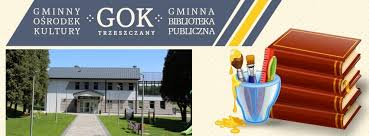 GMINNY
OŚRODEK
KULTURY
GOK
TRZESZCZANY
GMINNA
BIBLIOTEKA
PUBLICZNA